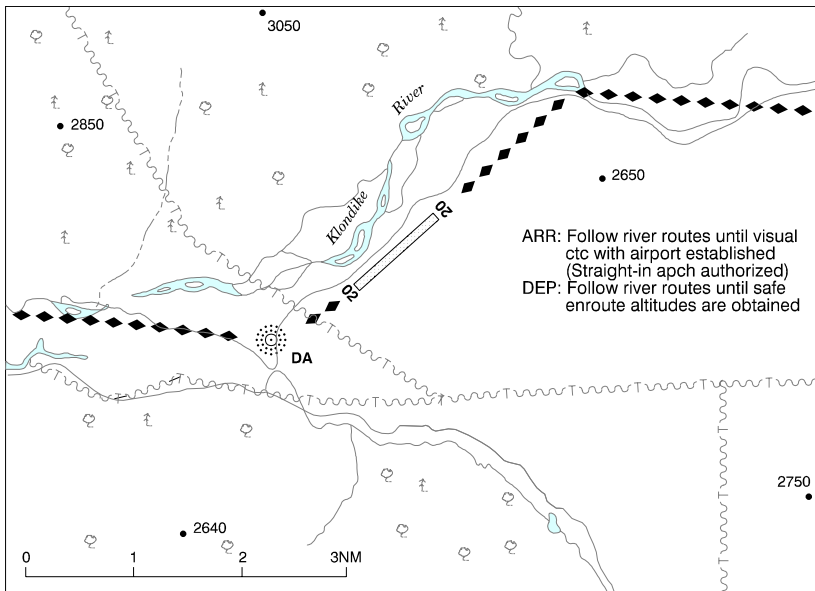 3050
2850
River
2650
Klondike
20
ARR: Follow river routes until visual
ctc with airport established
(Straight-in apch authorized)
DEP: Follow river routes until safe
enroute altitudes are obtained
02
DA
2750
2640
0 1 2 3NM